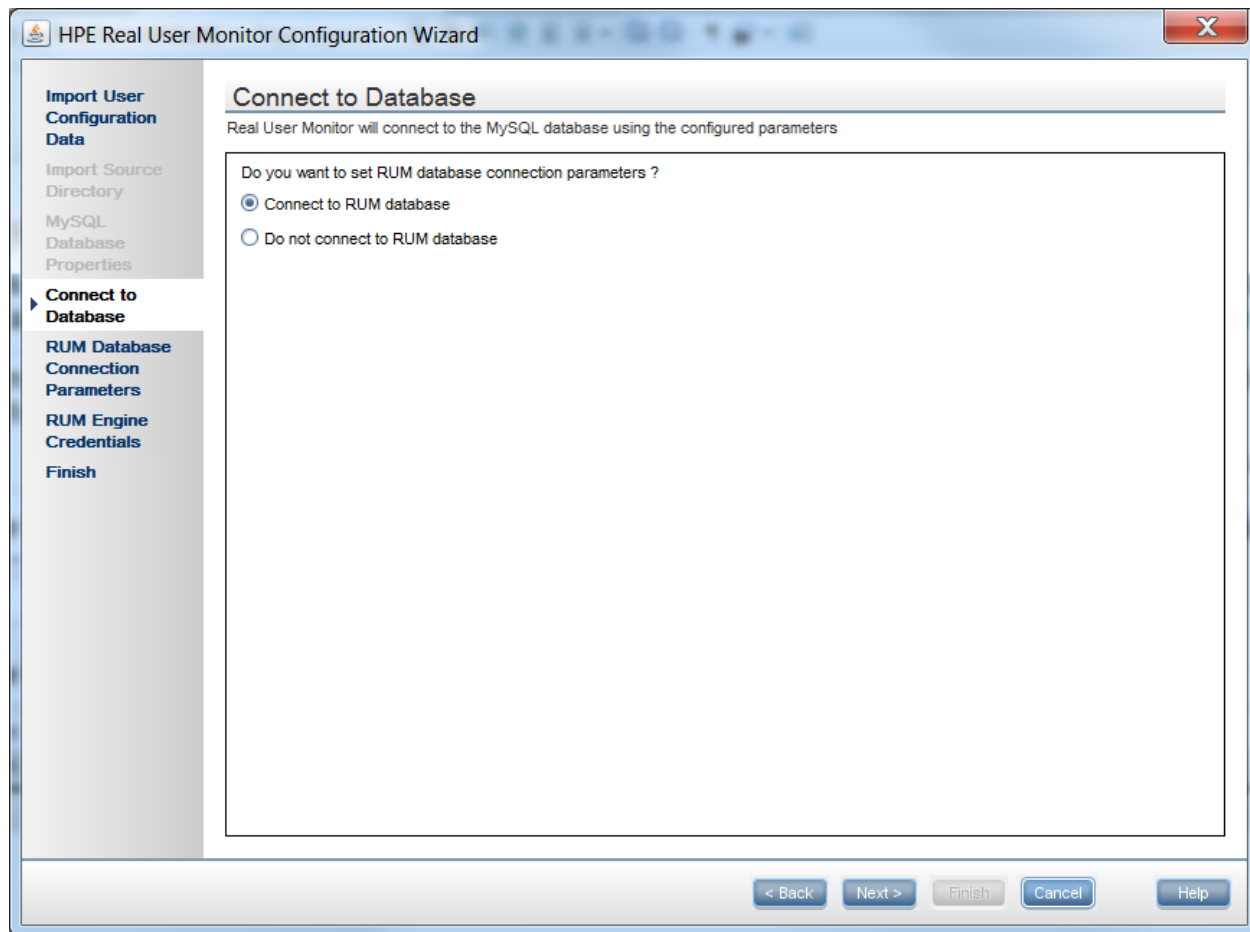 HPE Real User Monitor Configuration Wizard
Import User
Configuration
Data
Import Source
Directory
MySQL
Database
Properties
Connect to
Database
RUM Database
Connection
Parameters
RUM Engine
Credentials
Finish
Connect to Database
Real User Monitor will connect to the MySQL database using the configured parameters
Do you want to set RUM database connection parameters ?
Connect to RUM database
Do not connect to RUM database
< Back
Next >
Finish
Cancel
Help